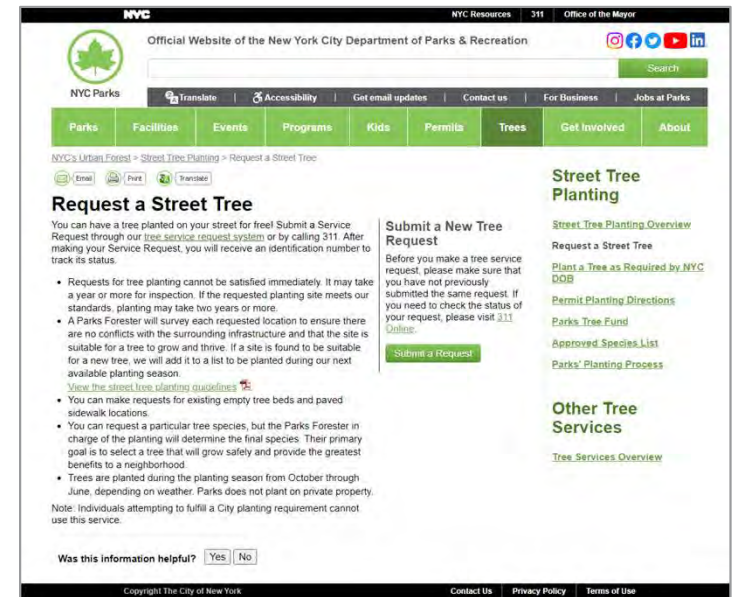 NYC
NYC Resources
311
Office of the Mayor
Official Website of the New York City Department of Parks & Recreation
Search
NYC Parks
Translate | Accessibility | Get email updates | Contact us | For Business | Jobs at Parks
Parks Facilities Events Programs Kids Permits Trees Get Involved About
NYC's Urban Forest > Street Tree Planting > Request a Street Tree
Email Print Translate
Request a Street Tree
You can have a tree planted on your street for free! Submit a Service
Request through our tree service request system or by calling 311. After
making your Service Request, you will receive an identification number to
track its status.
• Requests for tree planting cannot be satisfied immediately. It may take
a year or more for inspection. If the requested planting site meets our
standards, planting may take two years or more.
• A Parks Forester will survey each requested location to ensure that there
are no conflicts with the surrounding infrastructure and that the site is
suitable for a tree to grow and thrive. If a site is found to be suitable
for a new tree, we will add it to a list to be planted during our next
available planting season.
View the street tree planting guidelines
• You can make requests for existing empty tree beds and paved
sidewalk locations.
• You can request a particular tree species, but the Parks Forester in
charge of the planting will determine the final species. Their primary
goal is to select a tree that will grow safely and provide the greatest
benefits to a neighborhood.
• Trees are planted during the planting season from October through
June, depending on weather. Parks does not plant on private property.
Note: Individuals attempting to fulfill a City planting requirement cannot
use this service.
Submit a New Tree
Request
Before you make a tree service
request, please make sure that
you have not previously
submitted the same request. If
you need to check the status of
your request, please visit 311
Online.
Submit a Request
Street Tree
Planting
Street Tree Planting Overview
Request a Street Tree
Plant a Tree as Required by NYC
DOB
Permit Planting Directions
Parks Tree Fund
Approved Species List
Parks' Planting Process
Other Tree
Services
Tree Services Overview
Was this information helpful? Yes No
Copyright The City of New York
Contact Us
Privacy Policy
Terms of Use